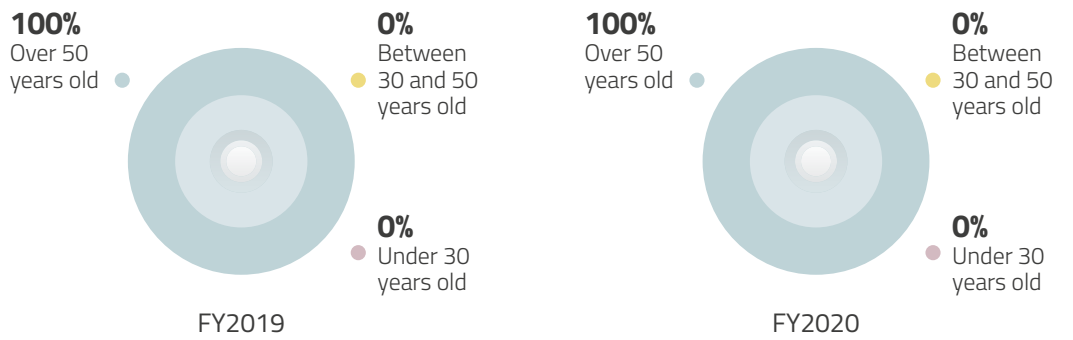 100%
Over 50
years old
0%
Between
30 and 50
years old
0%
Under 30
years old
FY2019
100%
Over 50
years old
0%
Between
30 and 50
years old
0%
Under 30
years old
FY2020